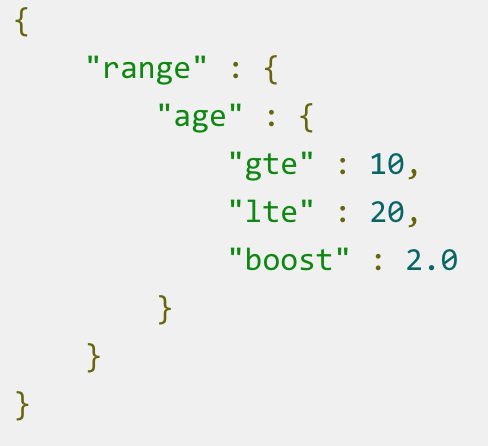 {
     "range" : {
          "age" : {
               "gte" : 10,
               "lte" : 20,
               "boost" : 2.0
          }
     }
}